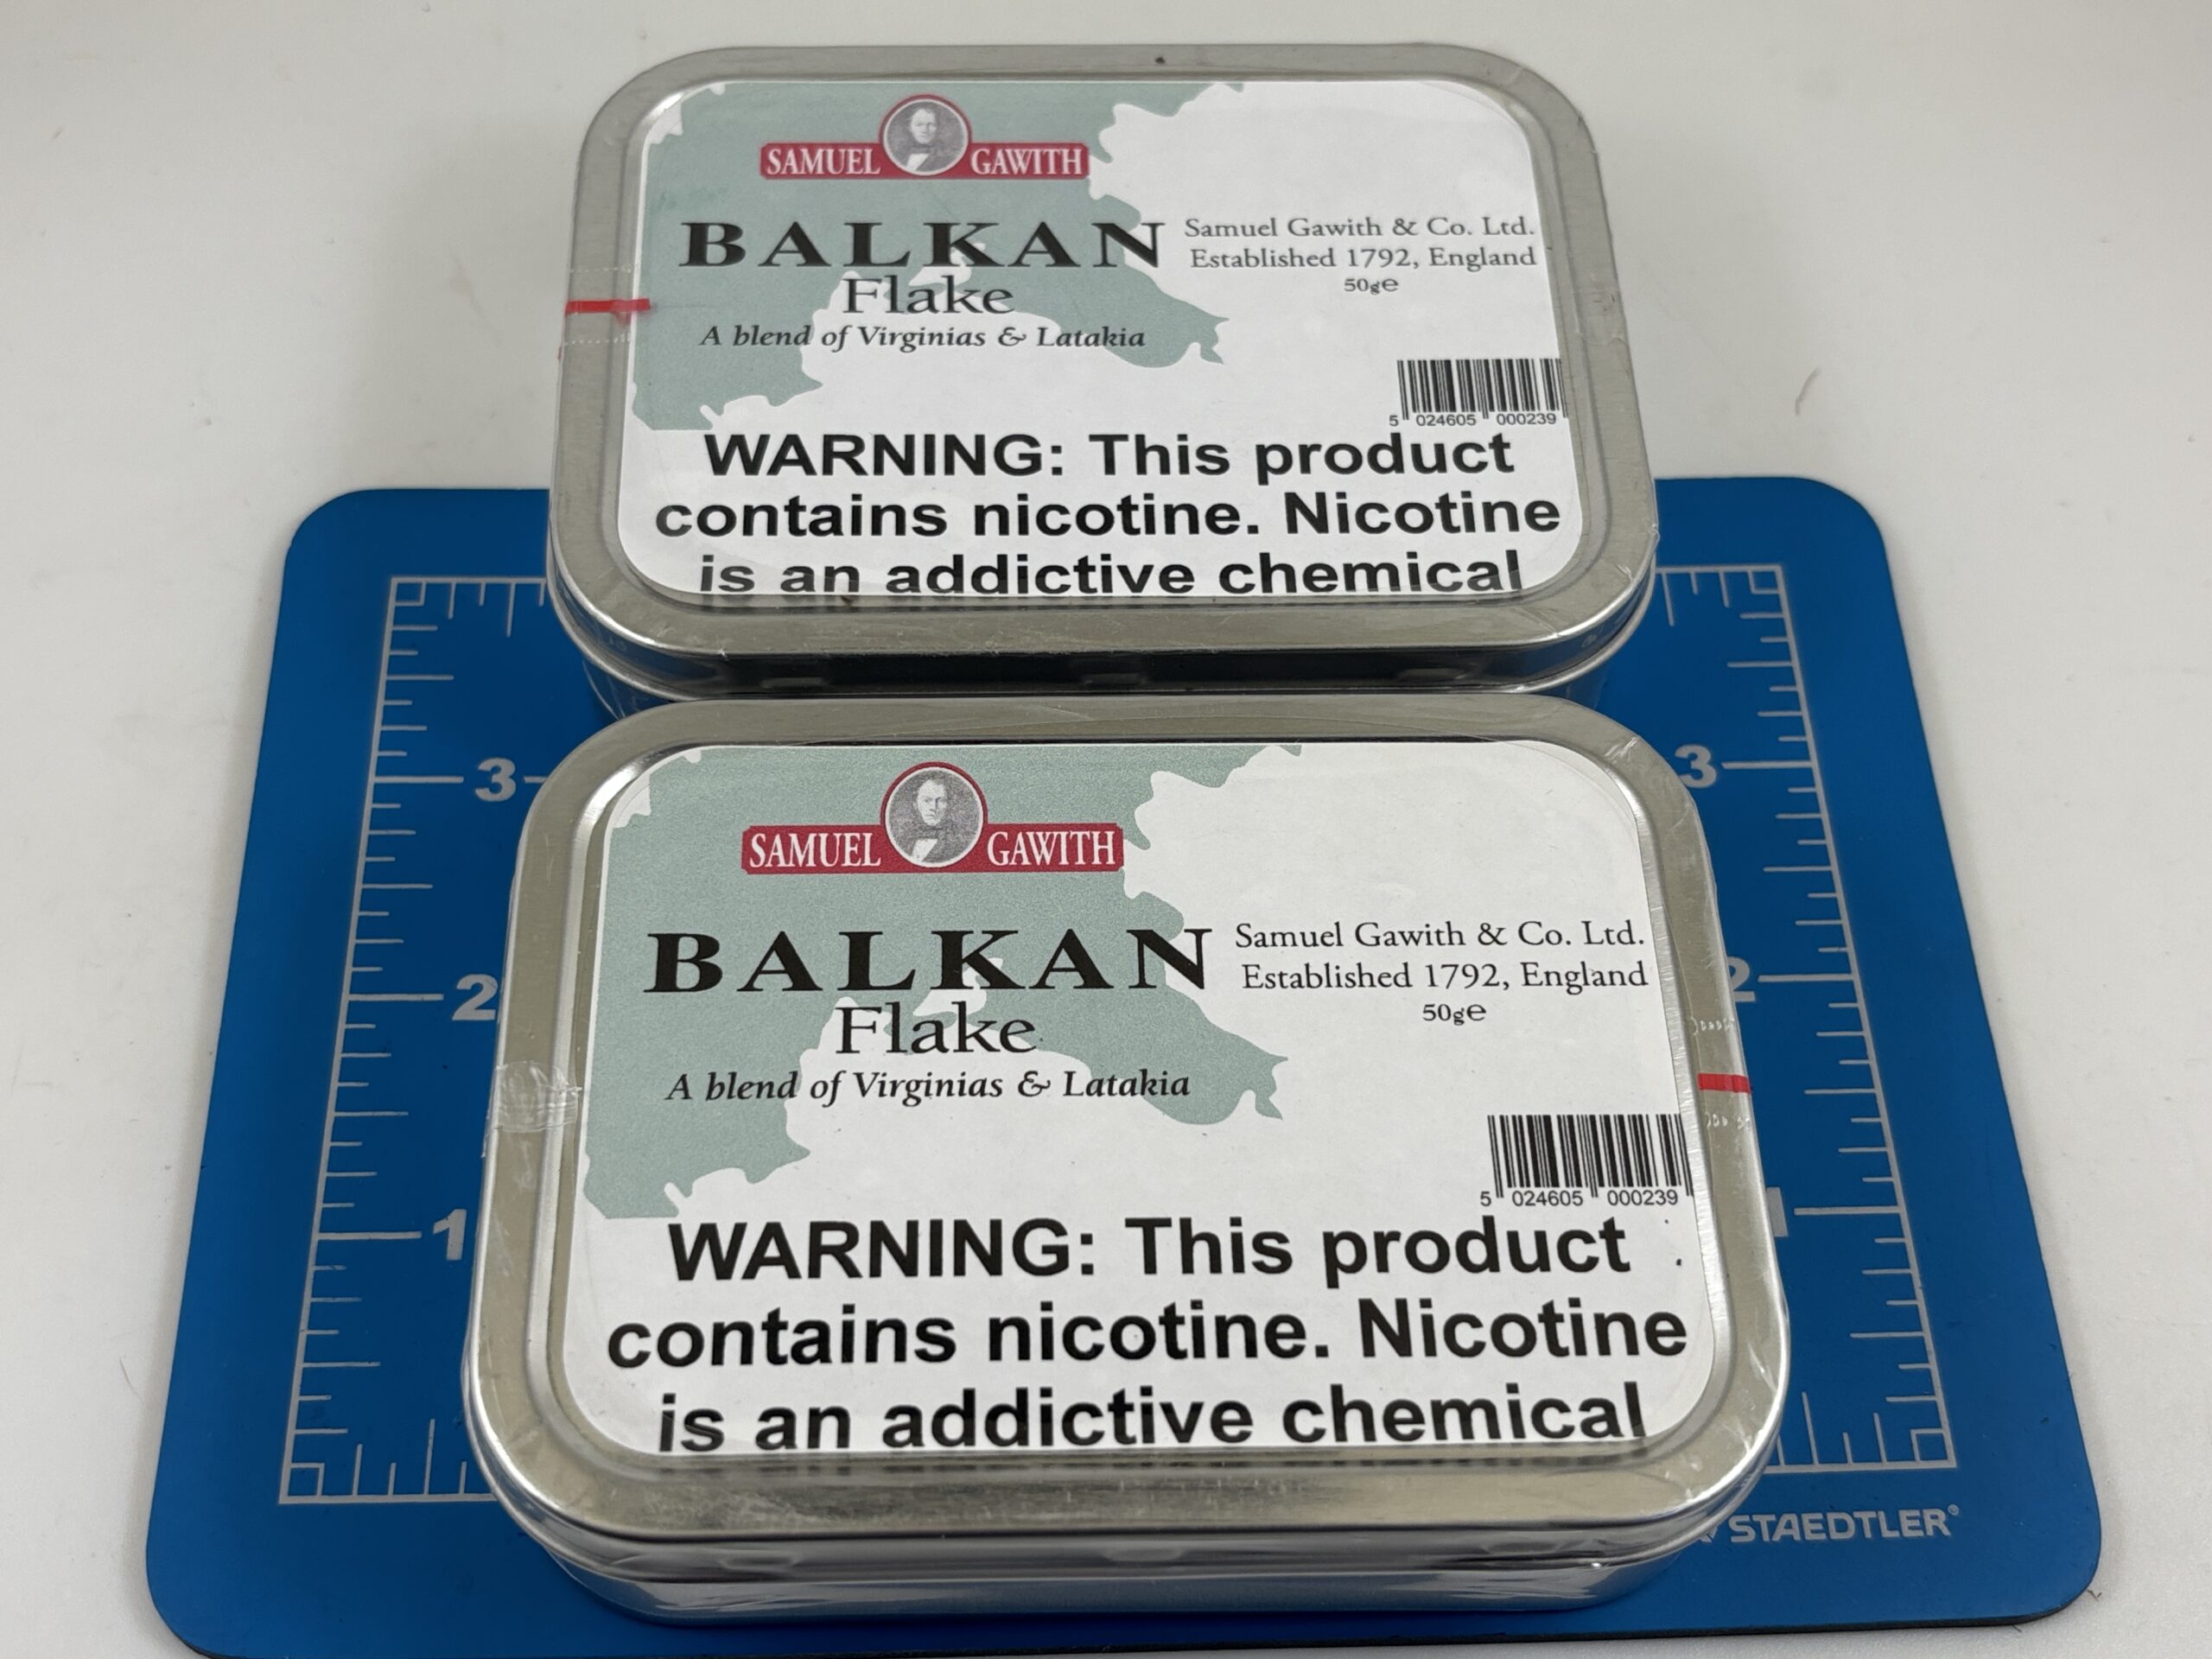 SAMUEL GAWITH
BALKAN
Flake
A blend of Virginias & Latakia
Samuel Gawith & Co. Ltd.
Established 1792, England
50g℮
5 024605 000239
WARNING: This product
contains nicotine. Nicotine
is an addictive chemical
3
3
SAMUEL GAWITH
BALKAN
Flake
A blend of Virginias & Latakia
Samuel Gawith & Co. Ltd.
Established 1792, England
50g℮
5 024605 000239
WARNING: This product
contains nicotine. Nicotine
is an addictive chemical
2
2
1
1
STAEDTLER®